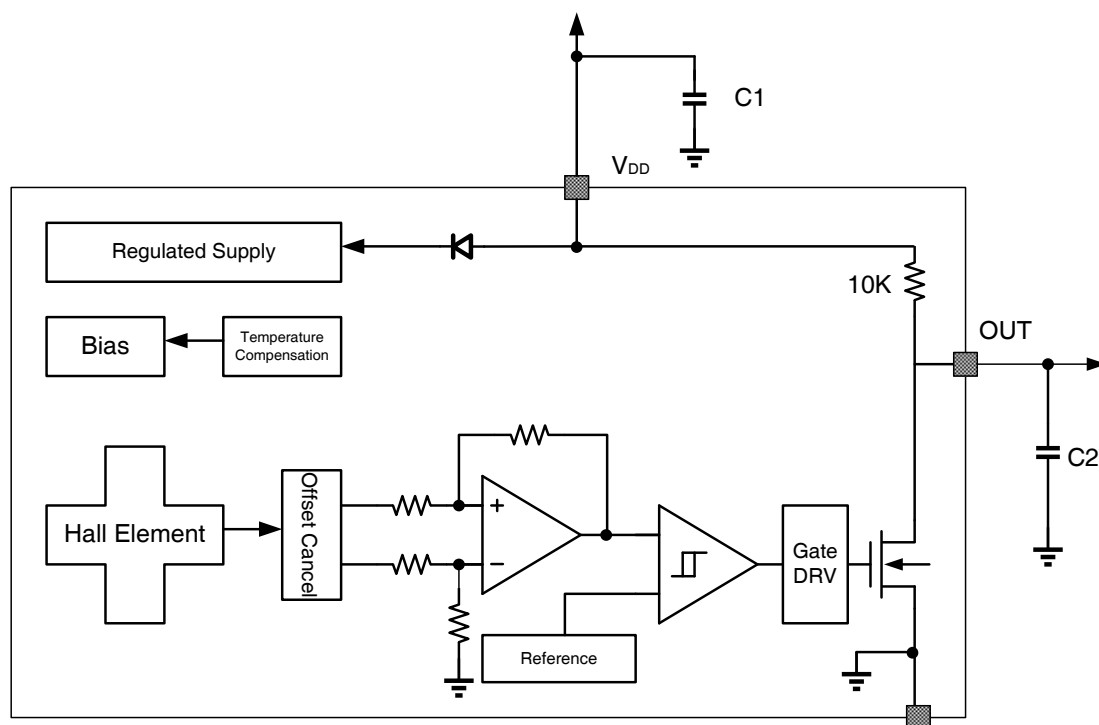 C1
VDD
Regulated Supply
10K
Bias
Temperature
Compensation
OUT
Hall Element
Offset Cancel
+
−
Gate
DRV
C2
Reference